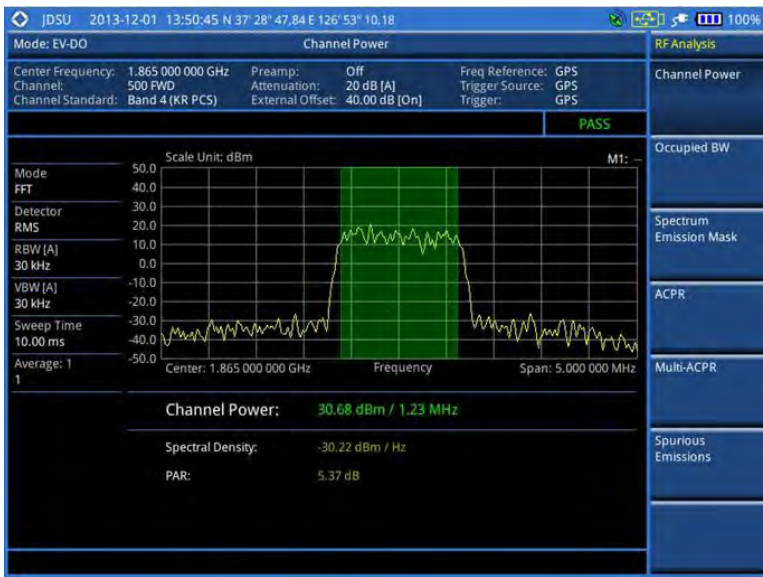 JDSU 2013-12-01 13:50:45 N 37' 28" 47,84 E 126' 53" 10.18 100%
Mode: EV-DO Channel Power RF Analysis
Center Frequency: 1.865 000 000 GHz Preamp: Off Freq Reference: GPS
Channel: 500 FWD Attenuation: 20 dB [A] Trigger Source: GPS
Channel Standard: Band 4 (KR PCS) External Offset: 40.00 dB [On] Trigger: GPS
Channel Power
PASS
Occupied BW
Scale Unit: dBm M1: --
Mode
FFT
Detector
RMS
RBW [A]
30 kHz
VBW [A]
30 kHz
Sweep Time
10.00 ms
Average: 1
1
50.0
40.0
30.0
20.0
10.0
0.0
-10.0
-20.0
-30.0
-40.0
-50.0
Center: 1.865 000 000 GHz Frequency Span: 5.000 000 MHz
Spectrum
Emission Mask
ACPR
Multi-ACPR
Channel Power: 30.68 dBm / 1.23 MHz
Spectral Density: -30.22 dBm / Hz
PAR: 5.37 dB
Spurious
Emissions